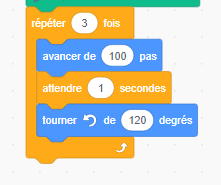 répéter 3 fois
avancer de 100 pas
attendre 1 secondes
tourner de 120 degrés